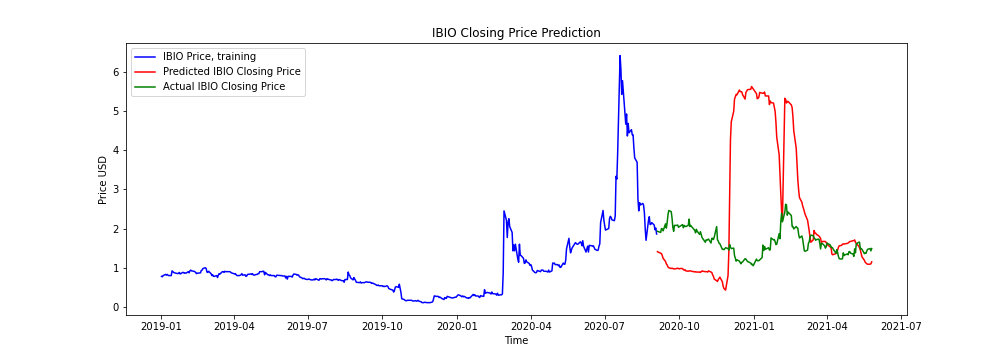 IBIO Closing Price Prediction
IBIO Price, training
Predicted IBIO Closing Price
Actual IBIO Closing Price
Price USD
6
5
4
3
2
1
0
2019-01 2019-04 2019-07 2019-10 2020-01 2020-04 2020-07 2020-10 2021-01 2021-04 2021-07
Time